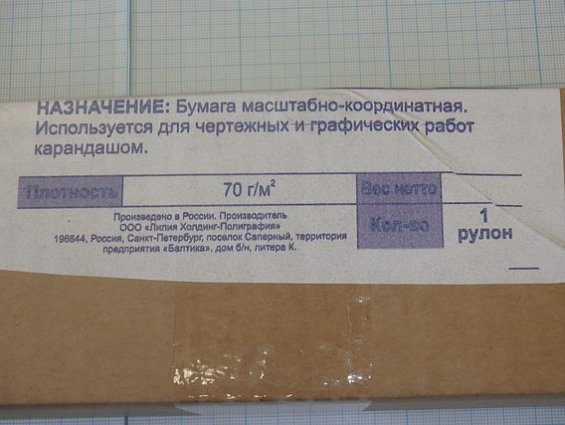 НАЗНАЧЕНИЕ: Бумага масштабно-координатная.
Используется для чертежных и графических работ
карандашом.
Плотность 70 г/м² Вес нетто
Произведено в России. Производитель
ООО «Лилия Холдинг-Полиграфия»
196644, Россия, Санкт-Петербург, поселок Саперный, территория
предприятия «Балтика», дом б/н, литера К.
Кол-во 1 рулон